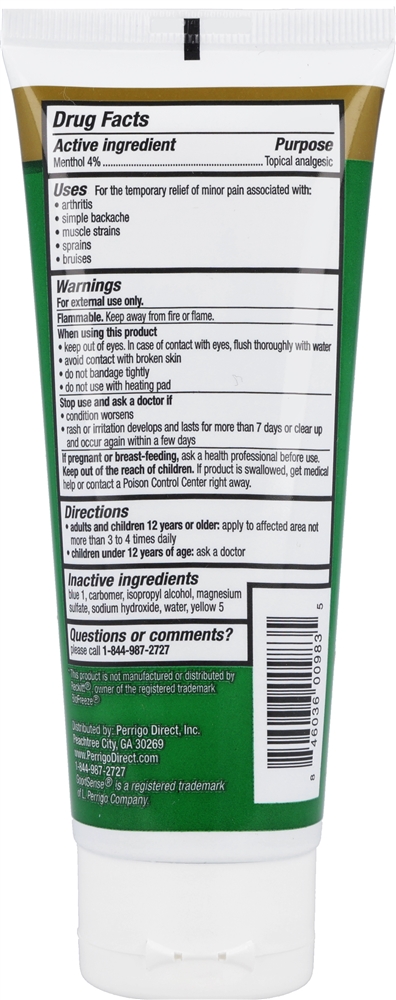 Drug Facts
Active ingredient Purpose
Menthol 4% Topical analgesic
Uses For the temporary relief of minor pain associated with:
• arthritis
• simple backache
• muscle strains
• sprains
• bruises
Warnings
For external use only.
Flammable. Keep away from fire or flame.
When using this product
• keep out of eyes. In case of contact with eyes, flush thoroughly with water
• avoid contact with broken skin
• do not bandage tightly
• do not use with heating pad
Stop use and ask a doctor if
• condition worsens
• rash or irritation develops and lasts for more than 7 days or clear up
and occur again within a few days
If pregnant or breast-feeding, ask a health professional before use.
Keep out of the reach of children. If product is swallowed, get medical
help or contact a Poison Control Center right away.
Directions
• adults and children 12 years or older: apply to affected area not
more than 3 to 4 times daily
• children under 12 years of age: ask a doctor
Inactive ingredients
blue 1, carbomer, isopropyl alcohol, magnesium
sulfate, sodium hydroxide, water, yellow 5
Questions or comments?
please call 1-844-987-2727
This product is not manufactured or distributed by
Reckitt®, owner of the registered trademark
BioFreeze®
Distributed by: Perrigo Direct, Inc.
Peachtree City, GA 30269
www.PerrigoDirect.com
1-844-987-2727
GoodSense® is a registered trademark
of L. Perrigo Company
8 46036 00983 5